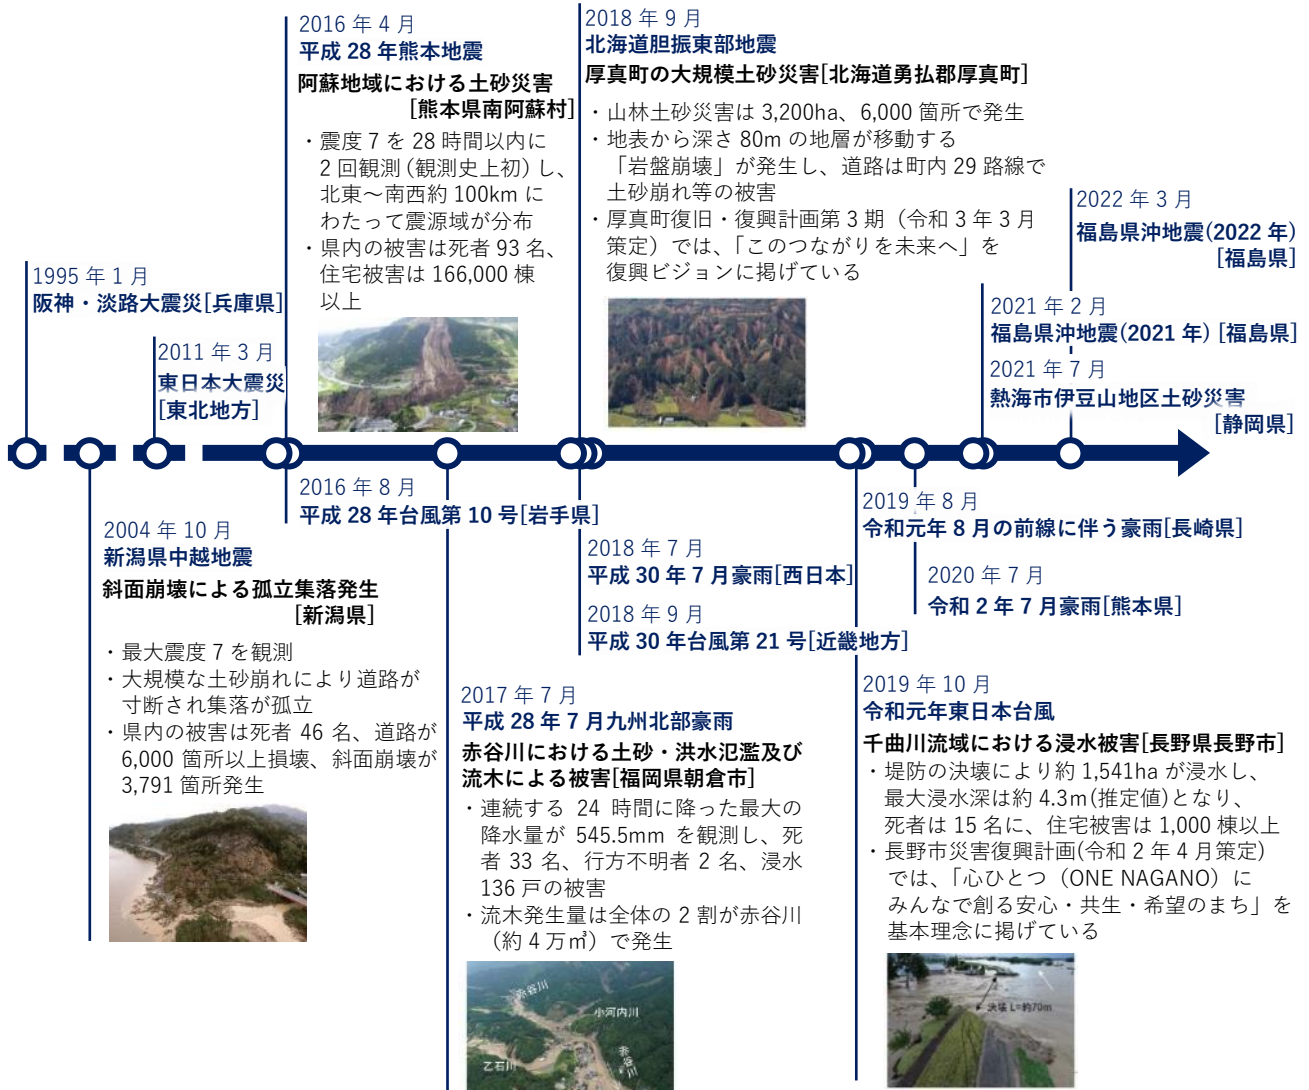 2016 年 4 月
平成 28 年熊本地震
阿蘇地域における土砂災害
[熊本県南阿蘇村]
・震度 7 を 28 時間以内に
2 回観測(観測史上初)し、
北東~南西約 100km に
わたって震源域が分布
・県内の被害は死者 93 名、
住宅被害は 166,000 棟
以上
2018 年 9 月
北海道胆振東部地震
厚真町の大規模土砂災害[北海道勇払郡厚真町]
・山林土砂災害は 3,200ha、6,000 箇所で発生
・地表から深さ 80m の地層が移動する
「岩盤崩壊」が発生し、道路は町内 29 路線で
土砂崩れ等の被害
・厚真町復旧・復興計画第 3 期（令和 3 年 3 月
策定）では、「このつながりを未来へ」を
復興ビジョンに掲げている
2022 年 3 月
福島県沖地震(2022 年)
[福島県]
1995 年 1 月
阪神・淡路大震災[兵庫県]
2011 年 3 月
東日本大震災
[東北地方]
2021 年 2 月
福島県沖地震(2021 年) [福島県]
2021 年 7 月
熱海市伊豆山地区土砂災害
[静岡県]
2004 年 10 月
新潟県中越地震
斜面崩壊による孤立集落発生
[新潟県]
・最大震度 7 を観測
・大規模な土砂崩れにより道路が
寸断され集落が孤立
・県内の被害は死者 46 名、道路が
6,000 箇所以上損壊、斜面崩壊が
3,791 箇所発生
2016 年 8 月
平成 28 年台風第 10 号[岩手県]
2017 年 7 月
平成 28 年 7 月九州北部豪雨
赤谷川における土砂・洪水氾濫及び
流木による被害[福岡県朝倉市]
・連続する 24 時間に降った最大の
降水量が 545.5mm を観測し、死
者 33 名、行方不明者 2 名、浸水
136 戸の被害
・流木発生量は全体の 2 割が赤谷川
（約 4 万㎥）で発生
赤谷川
小河内川
乙石川
赤谷川
2018 年 7 月
平成 30 年 7 月豪雨[西日本]
2018 年 9 月
平成 30 年台風第 21 号[近畿地方]
2019 年 8 月
令和元年 8 月の前線に伴う豪雨[長崎県]
2020 年 7 月
令和 2 年 7 月豪雨[熊本県]
2019 年 10 月
令和元年東日本台風
千曲川流域における浸水被害[長野県長野市]
・堤防の決壊により約 1,541ha が浸水し、
最大浸水深は約 4.3m(推定値)となり、
死者は 15 名に、住宅被害は 1,000 棟以上
・長野市災害復興計画(令和 2 年 4 月策定)
では、「心ひとつ（ONE NAGANO）に
みんなで創る安心・共生・希望のまち」を
基本理念に掲げている
決壊 L=約70m